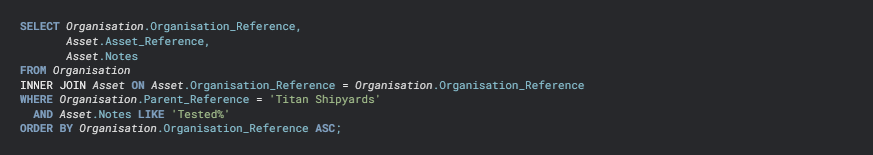 SELECT Organisation.Organisation_Reference,
       Asset.Asset_Reference,
       Asset.Notes
FROM Organisation
INNER JOIN Asset ON Asset.Organisation_Reference = Organisation.Organisation_Reference
WHERE Organisation.Parent_Reference = 'Titan Shipyards'
  AND Asset.Notes LIKE 'Tested%'
ORDER BY Organisation.Organisation_Reference ASC;